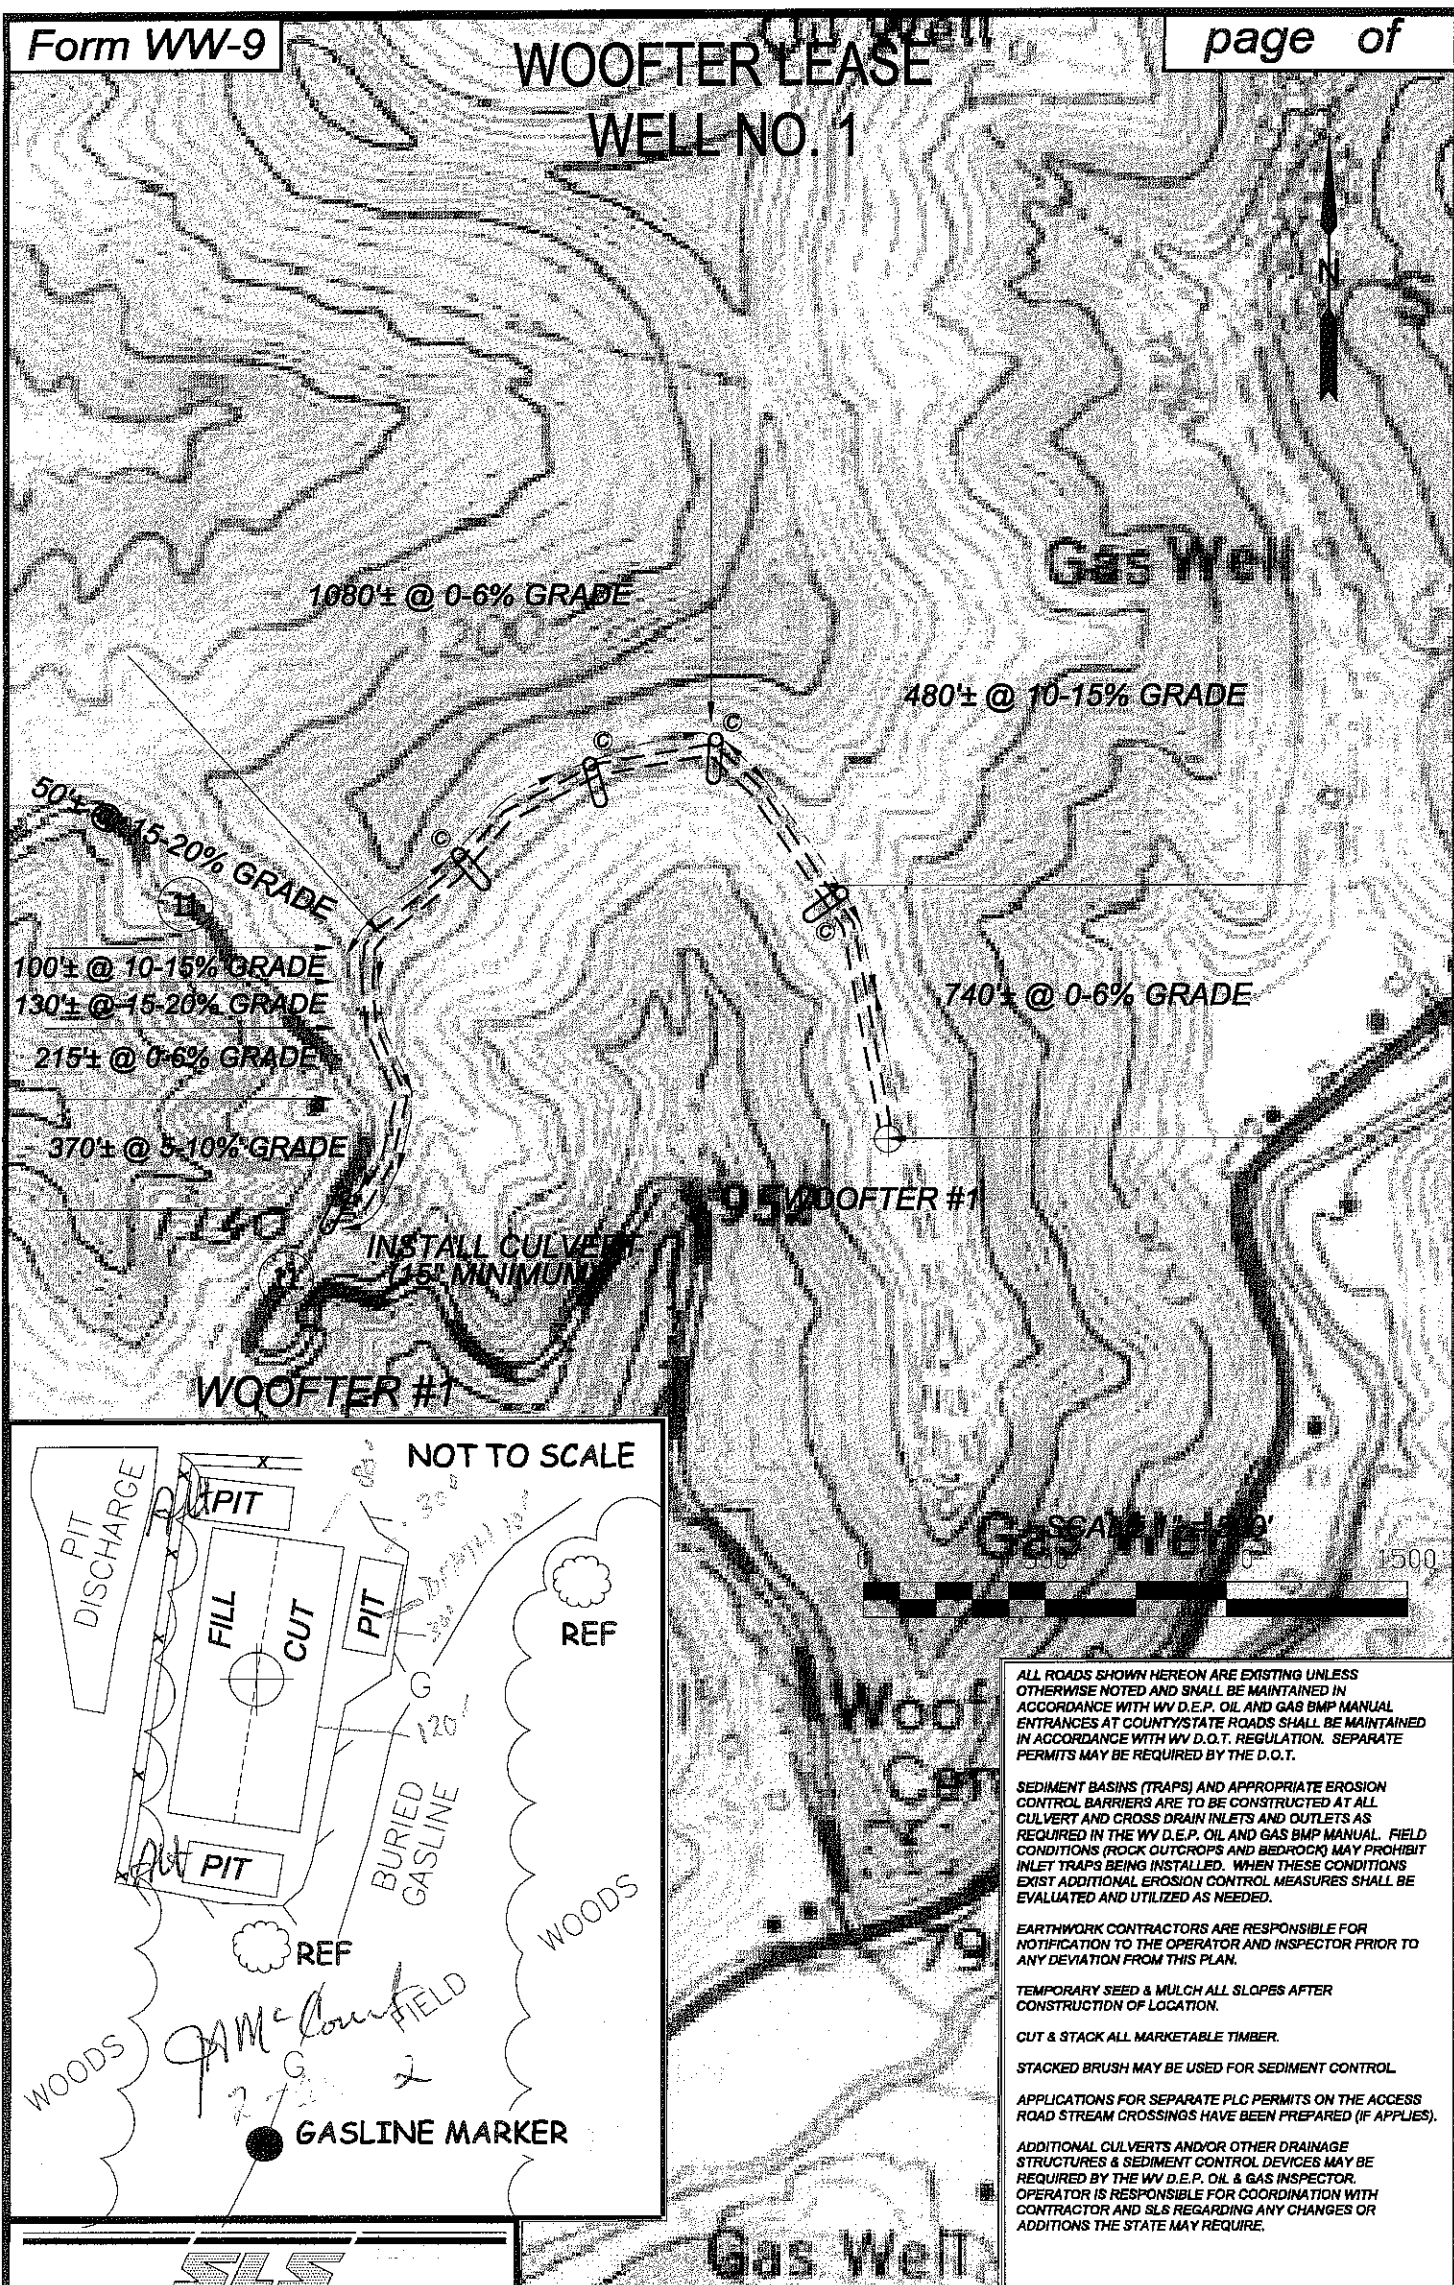 Form WW-9
WOOFTER LEASE
WELL NO. 1
page of
N
Gas Well
1080'± @ 0-6% GRADE
1200
480'± @ 10-15% GRADE
©
©
©
©
50'± @ 15-20% GRADE
11
100'± @ 10-15% GRADE
130'± @ 15-20% GRADE
215'± @ 0-6% GRADE
370'± @ 5-10% GRADE
740'± @ 0-6% GRADE
952
WOOFTER #1
INSTALL CULVERT
(15" MINIMUM)
11
WOOFTER #1
NOT TO SCALE
PIT
DISCHARGE
Alt PIT
FILL
CUT
PIT
REF
G
120'
BURIED
GASLINE
Alt PIT
REF
WOODS
WOODS
FIELD
JAMcCourt
G
2
GASLINE MARKER
Gas Wells
0
1500
Woof
Cem
79
Gas Well
SLS
ALL ROADS SHOWN HEREON ARE EXISTING UNLESS
OTHERWISE NOTED AND SHALL BE MAINTAINED IN
ACCORDANCE WITH WV D.E.P. OIL AND GAS BMP MANUAL
ENTRANCES AT COUNTY/STATE ROADS SHALL BE MAINTAINED
IN ACCORDANCE WITH WV D.O.T. REGULATION. SEPARATE
PERMITS MAY BE REQUIRED BY THE D.O.T.
SEDIMENT BASINS (TRAPS) AND APPROPRIATE EROSION
CONTROL BARRIERS ARE TO BE CONSTRUCTED AT ALL
CULVERT AND CROSS DRAIN INLETS AND OUTLETS AS
REQUIRED IN THE WV D.E.P. OIL AND GAS BMP MANUAL. FIELD
CONDITIONS (ROCK OUTCROPS AND BEDROCK) MAY PROHIBIT
INLET TRAPS BEING INSTALLED. WHEN THESE CONDITIONS
EXIST ADDITIONAL EROSION CONTROL MEASURES SHALL BE
EVALUATED AND UTILIZED AS NEEDED.
EARTHWORK CONTRACTORS ARE RESPONSIBLE FOR
NOTIFICATION TO THE OPERATOR AND INSPECTOR PRIOR TO
ANY DEVIATION FROM THIS PLAN.
TEMPORARY SEED & MULCH ALL SLOPES AFTER
CONSTRUCTION OF LOCATION.
CUT & STACK ALL MARKETABLE TIMBER.
STACKED BRUSH MAY BE USED FOR SEDIMENT CONTROL.
APPLICATIONS FOR SEPARATE PLC PERMITS ON THE ACCESS
ROAD STREAM CROSSINGS HAVE BEEN PREPARED (IF APPLIES).
ADDITIONAL CULVERTS AND/OR OTHER DRAINAGE
STRUCTURES & SEDIMENT CONTROL DEVICES MAY BE
REQUIRED BY THE WV D.E.P. OIL & GAS INSPECTOR.
OPERATOR IS RESPONSIBLE FOR COORDINATION WITH
CONTRACTOR AND SLS REGARDING ANY CHANGES OR
ADDITIONS THE STATE MAY REQUIRE.